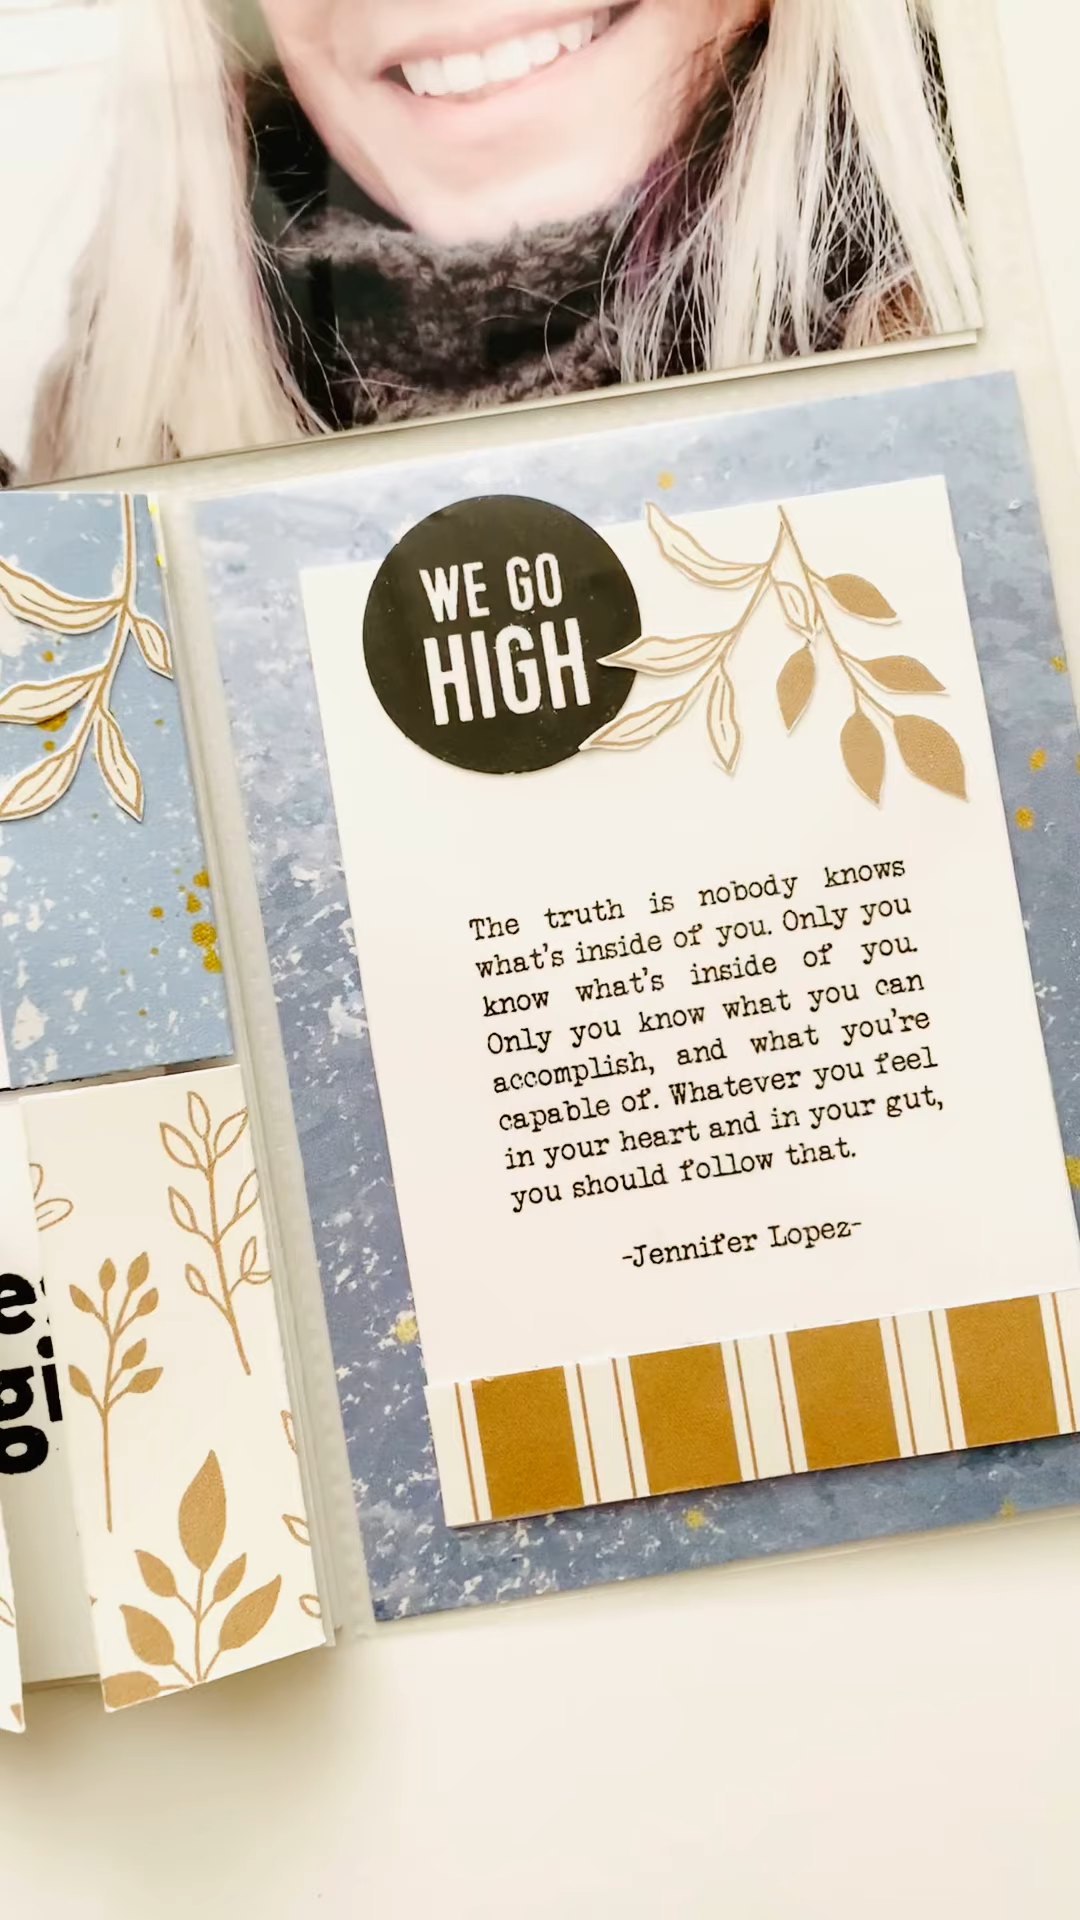 WE GO
HIGH
The truth is nobody knows
what's inside of you. Only you
know what's inside of you.
Only you know what you can
accomplish, and what you're
capable of. Whatever you feel
in your heart and in your gut,
you should follow that.
-Jennifer Lopez-